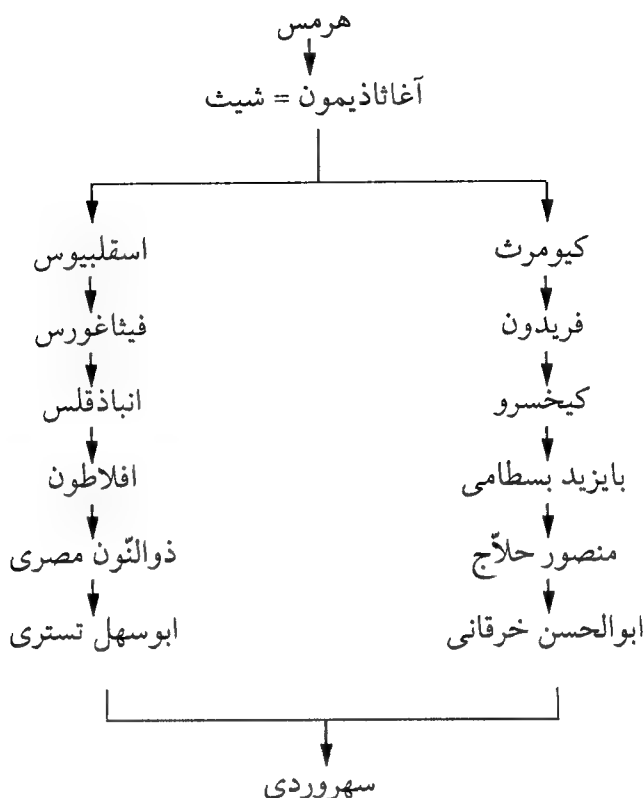 هرمس
آغاثاذیمون = شیث
کیومرث
اسقلبیوس
فریدون
فیثاغورس
کیخسرو
انباذقلس
بایزید بسطامی
افلاطون
منصور حلاّج
ذوالنّون مصری
ابوالحسن خرقانی
ابوسهل تستری
سهروردی